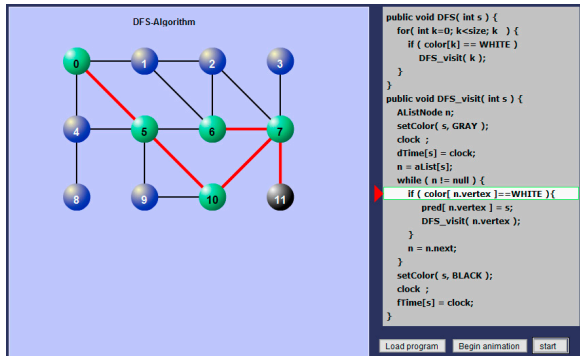 DFS-Algorithm
0 1 2 3
4 5 6 7
8 9 10 11
public void DFS( int s ) {
for( int k=0; k<size; k   ) {
if ( color[k] == WHITE )
DFS_visit( k );
}
}
public void DFS_visit( int s ) {
AListNode n;
setColor( s, GRAY );
clock  ;
dTime[s] = clock;
n = aList[s];
while ( n != null ) {
if ( color[ n.vertex ]==WHITE ){
pred[ n.vertex ] = s;
DFS_visit( n.vertex );
}
n = n.next;
}
setColor( s, BLACK );
clock  ;
fTime[s] = clock;
}
Load program Begin animation start